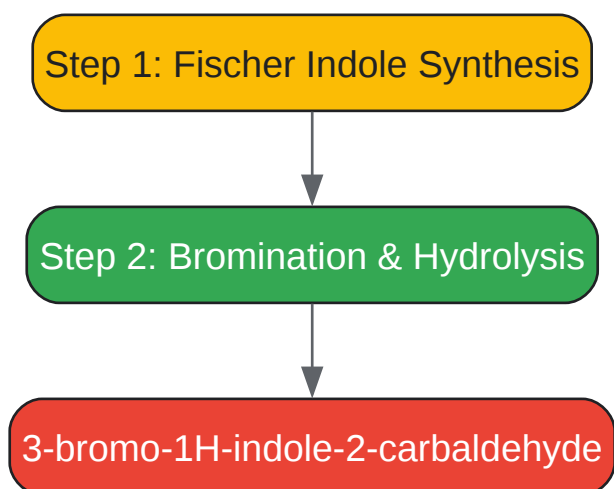 Step 1: Fischer Indole Synthesis
Step 2: Bromination & Hydrolysis
3-bromo-1H-indole-2-carbaldehyde